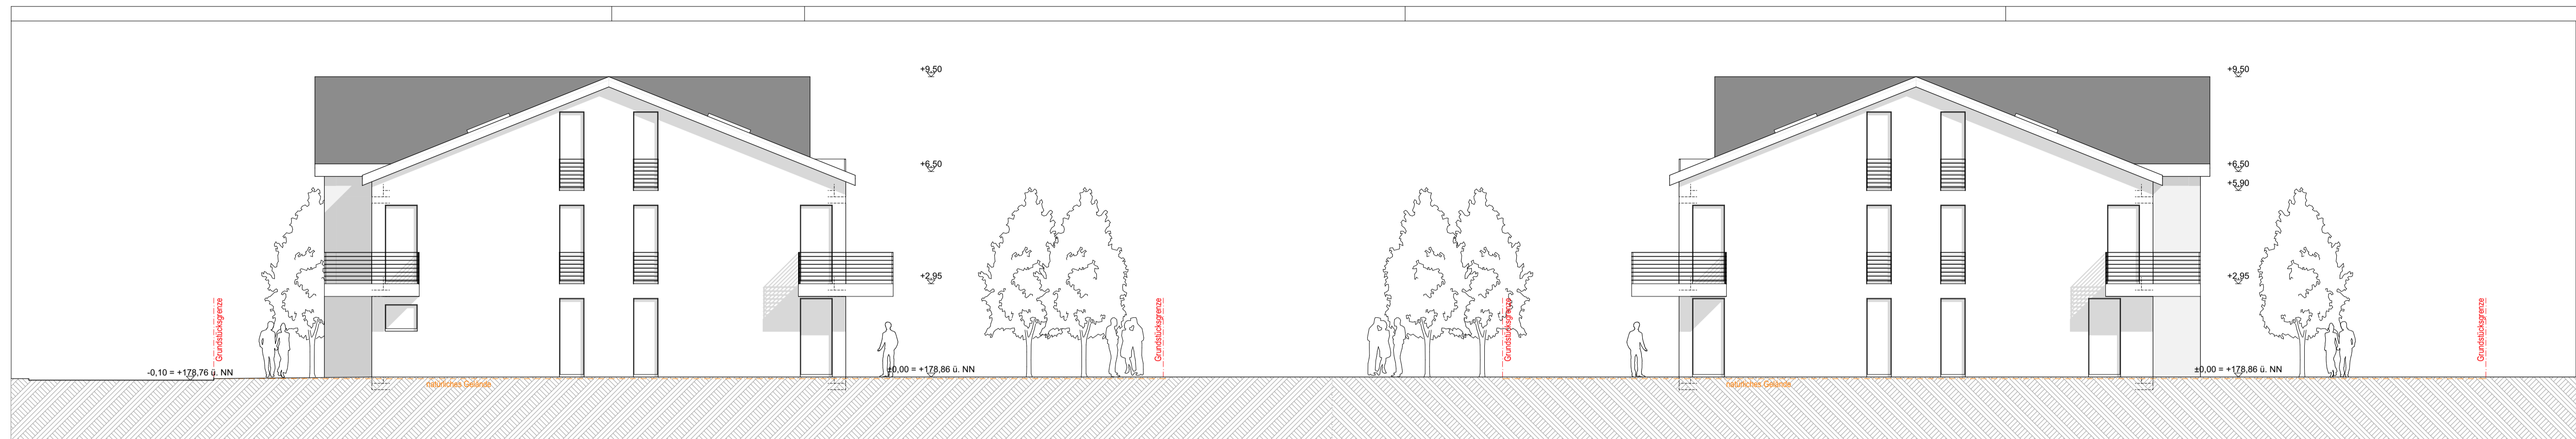 +9,50
+6,50
+2,95
Grundstücksgrenze
-0,10 = +178,76 ü. NN
natürliches Gelände
±0,00 = +178,86 ü. NN
Grundstücksgrenze
+9,50
+6,50
+5,90
+2,95
Grundstücksgrenze
natürliches Gelände
±0,00 = +178,86 ü. NN
Grundstücksgrenze